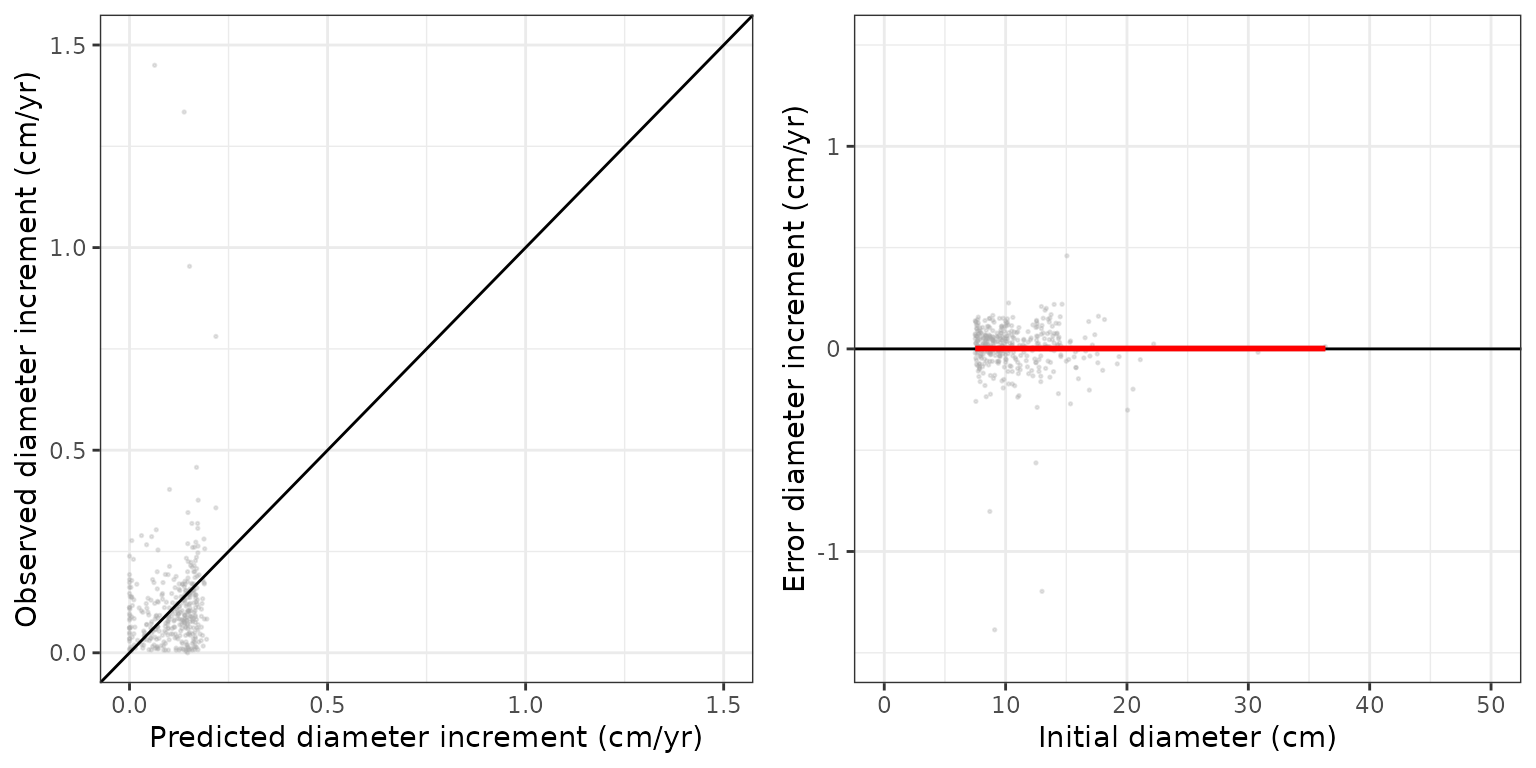 Observed diameter increment (cm/yr)
1.5
1.0
0.5
0.0
0.0 0.5 1.0 1.5
Predicted diameter increment (cm/yr)
Error diameter increment (cm/yr)
1
0
-1
0 10 20 30 40 50
Initial diameter (cm)